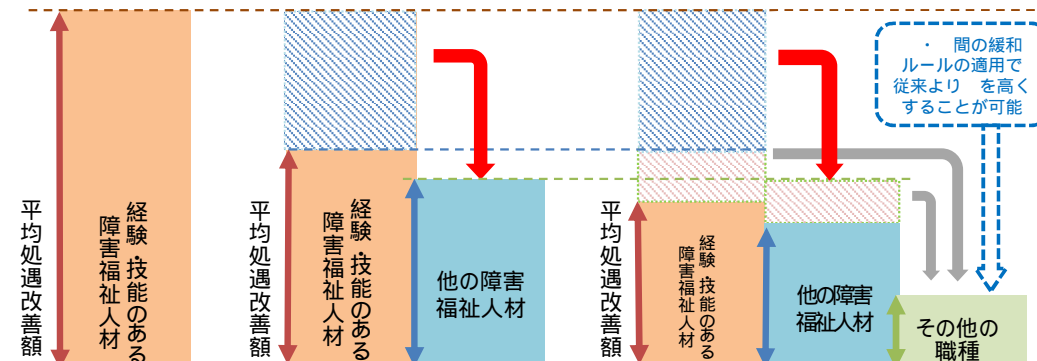 平均処遇改善額
経験・技能のある
障害福祉人材
平均処遇改善額
経験・技能のある
障害福祉人材
他の障害
福祉人材
平均処遇改善額
経験・技能のある
障害福祉人材
他の障害
福祉人材
その他の
職種
・ 間の緩和
ルールの適用で
従来より を高く
することが可能